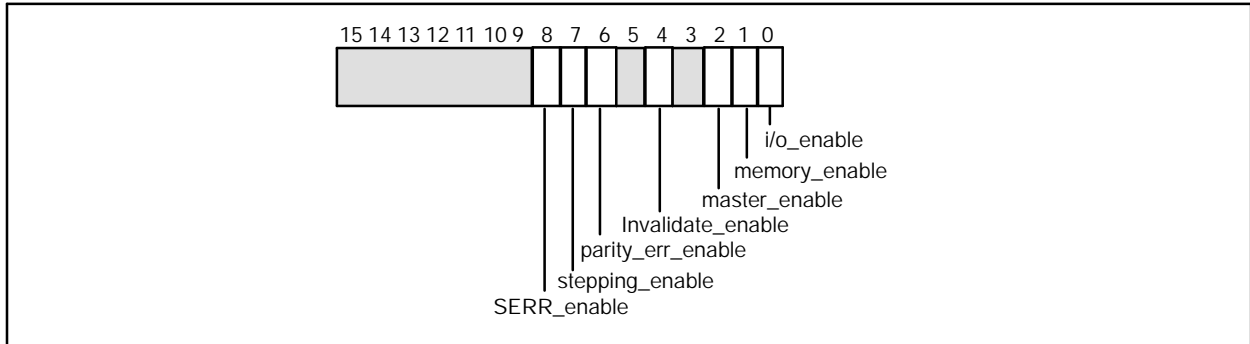 15 14 13 12 11 10 9 8 7 6 5 4 3 2 1 0
i/o_enable
memory_enable
master_enable
Invalidate_enable
parity_err_enable
stepping_enable
SERR_enable